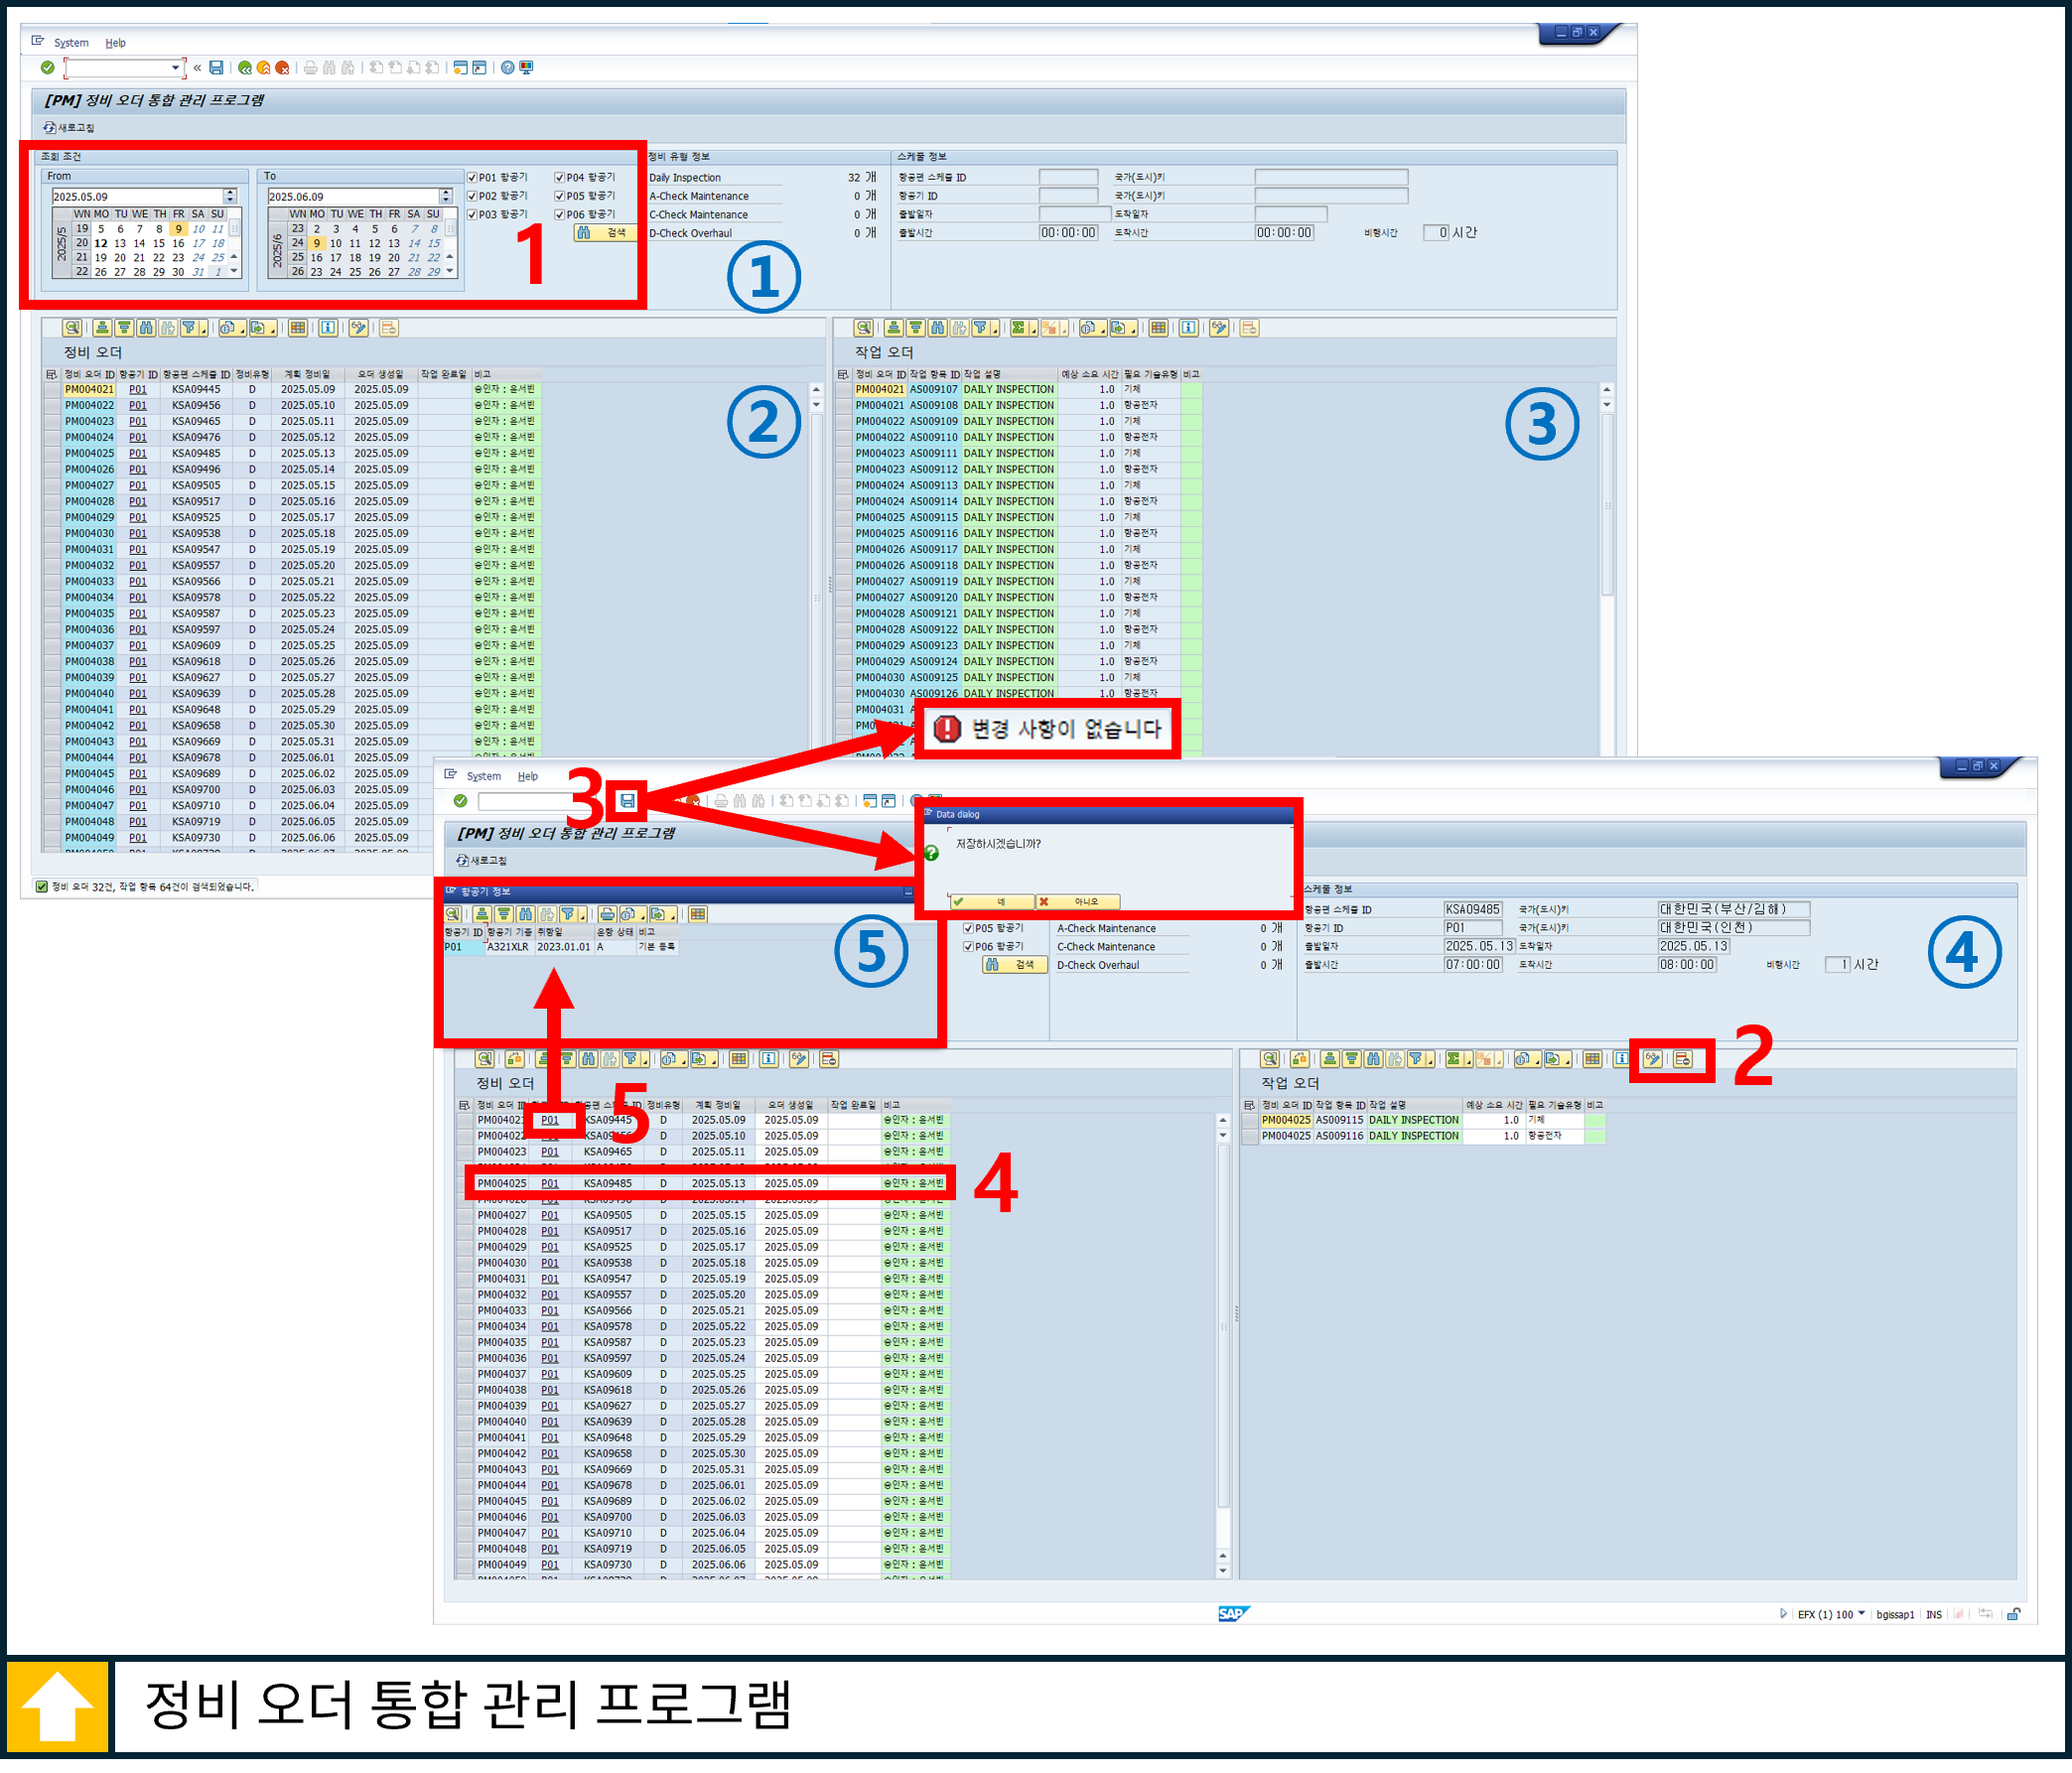 System Help
[PM] 정비 오더 통합 관리 프로그램
새로고침
조회 조건
정비 유형 정보
스케줄 정보
From
To
2025.05.09
2025.06.09
WN MO TU WE TH FR SA SU
2025/5
19 5 6 7 8 9 10 11
20 12 13 14 15 16 17 18
21 19 20 21 22 23 24 25
22 26 27 28 29 30 31 1
WN MO TU WE TH FR SA SU
2025/6
23 2 3 4 5 6 7 8
24 9 10 11 12 13 14 15
25 16 17 18 19 20 21 22
26 23 24 25 26 27 28 29
P01 항공기 P04 항공기
P02 항공기 P05 항공기
P03 항공기 P06 항공기
검색
1
Daily Inspection 32 개
A-Check Maintenance 0 개
C-Check Maintenance 0 개
D-Check Overhaul 0 개
①
항공편 스케줄 ID 국가(도시)키
항공기 ID 국가(도시)키
출발일자 도착일자
출발시간 00:00:00 도착시간 00:00:00 비행시간 0 시간
정비 오더
정비 오더 ID 항공기 ID 항공편 스케줄 ID 정비유형 계획 정비일 오더 생성일 작업 완료일 비고
PM004021 P01 KSA09445 D 2025.05.09 2025.05.09 승인자 : 윤서빈
PM004022 P01 KSA09456 D 2025.05.10 2025.05.09 승인자 : 윤서빈
PM004023 P01 KSA09465 D 2025.05.11 2025.05.09 승인자 : 윤서빈
PM004024 P01 KSA09476 D 2025.05.12 2025.05.09 승인자 : 윤서빈
PM004025 P01 KSA09485 D 2025.05.13 2025.05.09 승인자 : 윤서빈
PM004026 P01 KSA09496 D 2025.05.14 2025.05.09 승인자 : 윤서빈
PM004027 P01 KSA09505 D 2025.05.15 2025.05.09 승인자 : 윤서빈
PM004028 P01 KSA09517 D 2025.05.16 2025.05.09 승인자 : 윤서빈
PM004029 P01 KSA09525 D 2025.05.17 2025.05.09 승인자 : 윤서빈
PM004030 P01 KSA09538 D 2025.05.18 2025.05.09 승인자 : 윤서빈
PM004031 P01 KSA09547 D 2025.05.19 2025.05.09 승인자 : 윤서빈
PM004032 P01 KSA09557 D 2025.05.20 2025.05.09 승인자 : 윤서빈
PM004033 P01 KSA09566 D 2025.05.21 2025.05.09 승인자 : 윤서빈
PM004034 P01 KSA09578 D 2025.05.22 2025.05.09 승인자 : 윤서빈
PM004035 P01 KSA09587 D 2025.05.23 2025.05.09 승인자 : 윤서빈
PM004036 P01 KSA09597 D 2025.05.24 2025.05.09 승인자 : 윤서빈
PM004037 P01 KSA09609 D 2025.05.25 2025.05.09 승인자 : 윤서빈
PM004038 P01 KSA09618 D 2025.05.26 2025.05.09 승인자 : 윤서빈
PM004039 P01 KSA09627 D 2025.05.27 2025.05.09 승인자 : 윤서빈
PM004040 P01 KSA09639 D 2025.05.28 2025.05.09 승인자 : 윤서빈
PM004041 P01 KSA09648 D 2025.05.29 2025.05.09 승인자 : 윤서빈
PM004042 P01 KSA09658 D 2025.05.30 2025.05.09 승인자 : 윤서빈
PM004043 P01 KSA09669 D 2025.05.31 2025.05.09 승인자 : 윤서빈
PM004044 P01 KSA09678 D 2025.06.01 2025.05.09
PM004045 P01 KSA09689 D 2025.06.02 2025.05.09
PM004046 P01 KSA09700 D 2025.06.03 2025.05.09
PM004047 P01 KSA09710 D 2025.06.04 2025.05.09
PM004048 P01 KSA09719 D 2025.06.05 2025.05.09
PM004049 P01 KSA09730 D 2025.06.06 2025.05.09
②
정비 오더 32건, 작업 항목 64건이 검색되었습니다.
작업 오더
정비 오더 ID 작업 항목 ID 작업 설명 예상 소요 시간 필요 기술유형 비고
PM004021 AS009107 DAILY INSPECTION 1.0 기체
PM004021 AS009108 DAILY INSPECTION 1.0 항공전자
PM004022 AS009109 DAILY INSPECTION 1.0 기체
PM004022 AS009110 DAILY INSPECTION 1.0 항공전자
PM004023 AS009111 DAILY INSPECTION 1.0 기체
PM004023 AS009112 DAILY INSPECTION 1.0 항공전자
PM004024 AS009113 DAILY INSPECTION 1.0 기체
PM004024 AS009114 DAILY INSPECTION 1.0 항공전자
PM004025 AS009115 DAILY INSPECTION 1.0 기체
PM004025 AS009116 DAILY INSPECTION 1.0 항공전자
PM004026 AS009117 DAILY INSPECTION 1.0 기체
PM004026 AS009118 DAILY INSPECTION 1.0 항공전자
PM004027 AS009119 DAILY INSPECTION 1.0 기체
PM004027 AS009120 DAILY INSPECTION 1.0 항공전자
PM004028 AS009121 DAILY INSPECTION 1.0 기체
PM004028 AS009122 DAILY INSPECTION 1.0 항공전자
PM004029 AS009123 DAILY INSPECTION 1.0 기체
PM004029 AS009124 DAILY INSPECTION 1.0 항공전자
PM004030 AS009125 DAILY INSPECTION 1.0 기체
PM004030 AS009126 DAILY INSPECTION 1.0 항공전자
PM004031
③
변경 사항이 없습니다
System Help
3
[PM] 정비 오더 통합 관리 프로그램
새로고침
Data dialog
저장하시겠습니까?
네 아니오
항공기 정보
항공기 ID 항공기 기종 취항일 운항 상태 비고
P01 A321XLR 2023.01.01 A 기본 등록
⑤
P05 항공기
P06 항공기
검색
A-Check Maintenance 0 개
C-Check Maintenance 0 개
D-Check Overhaul 0 개
스케줄 정보
항공편 스케줄 ID KSA09485 국가(도시)키 대한민국(부산/김해)
항공기 ID P01 국가(도시)키 대한민국(인천)
출발일자 2025.05.13 도착일자 2025.05.13
출발시간 07:00:00 도착시간 08:00:00 비행시간 1 시간
④
2
정비 오더
5
정비 오더 ID 정비유형 계획 정비일 오더 생성일 작업 완료일 비고
PM004021 P01 KSA09445 D 2025.05.09 2025.05.09 승인자 : 윤서빈
PM004022 P01 D 2025.05.10 2025.05.09 승인자 : 윤서빈
PM004023 P01 KSA09465 D 2025.05.11 2025.05.09 승인자 : 윤서빈
PM004025 P01 KSA09485 D 2025.05.13 2025.05.09 승인자 : 윤서빈
4
PM004027 P01 KSA09505 D 2025.05.15 2025.05.09 승인자 : 윤서빈
PM004028 P01 KSA09517 D 2025.05.16 2025.05.09 승인자 : 윤서빈
PM004029 P01 KSA09525 D 2025.05.17 2025.05.09 승인자 : 윤서빈
PM004030 P01 KSA09538 D 2025.05.18 2025.05.09 승인자 : 윤서빈
PM004031 P01 KSA09547 D 2025.05.19 2025.05.09 승인자 : 윤서빈
PM004032 P01 KSA09557 D 2025.05.20 2025.05.09 승인자 : 윤서빈
PM004033 P01 KSA09566 D 2025.05.21 2025.05.09 승인자 : 윤서빈
PM004034 P01 KSA09578 D 2025.05.22 2025.05.09 승인자 : 윤서빈
PM004035 P01 KSA09587 D 2025.05.23 2025.05.09 승인자 : 윤서빈
PM004036 P01 KSA09597 D 2025.05.24 2025.05.09 승인자 : 윤서빈
PM004037 P01 KSA09609 D 2025.05.25 2025.05.09 승인자 : 윤서빈
PM004038 P01 KSA09618 D 2025.05.26 2025.05.09 승인자 : 윤서빈
PM004039 P01 KSA09627 D 2025.05.27 2025.05.09 승인자 : 윤서빈
PM004040 P01 KSA09639 D 2025.05.28 2025.05.09 승인자 : 윤서빈
PM004041 P01 KSA09648 D 2025.05.29 2025.05.09 승인자 : 윤서빈
PM004042 P01 KSA09658 D 2025.05.30 2025.05.09 승인자 : 윤서빈
PM004043 P01 KSA09669 D 2025.05.31 2025.05.09 승인자 : 윤서빈
PM004044 P01 KSA09678 D 2025.06.01 2025.05.09 승인자 : 윤서빈
PM004045 P01 KSA09689 D 2025.06.02 2025.05.09 승인자 : 윤서빈
PM004046 P01 KSA09700 D 2025.06.03 2025.05.09 승인자 : 윤서빈
PM004047 P01 KSA09710 D 2025.06.04 2025.05.09 승인자 : 윤서빈
PM004048 P01 KSA09719 D 2025.06.05 2025.05.09 승인자 : 윤서빈
PM004049 P01 KSA09730 D 2025.06.06 2025.05.09 승인자 : 윤서빈
작업 오더
정비 오더 ID 작업 항목 ID 작업 설명 예상 소요 시간 필요 기술유형 비고
PM004025 AS009115 DAILY INSPECTION 1.0 기체
PM004025 AS009116 DAILY INSPECTION 1.0 항공전자
SAP
EFX (1) 100 bgissap1 INS
정비 오더 통합 관리 프로그램